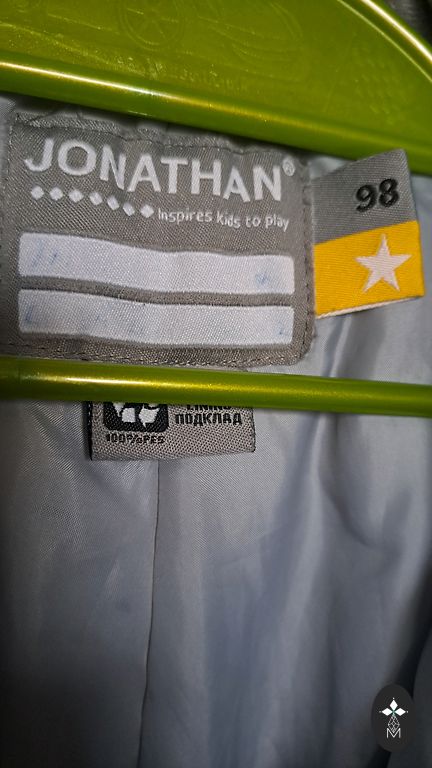 JONATHAN®
Inspires kids to play
98
ПОДКЛАД
100%PES
M